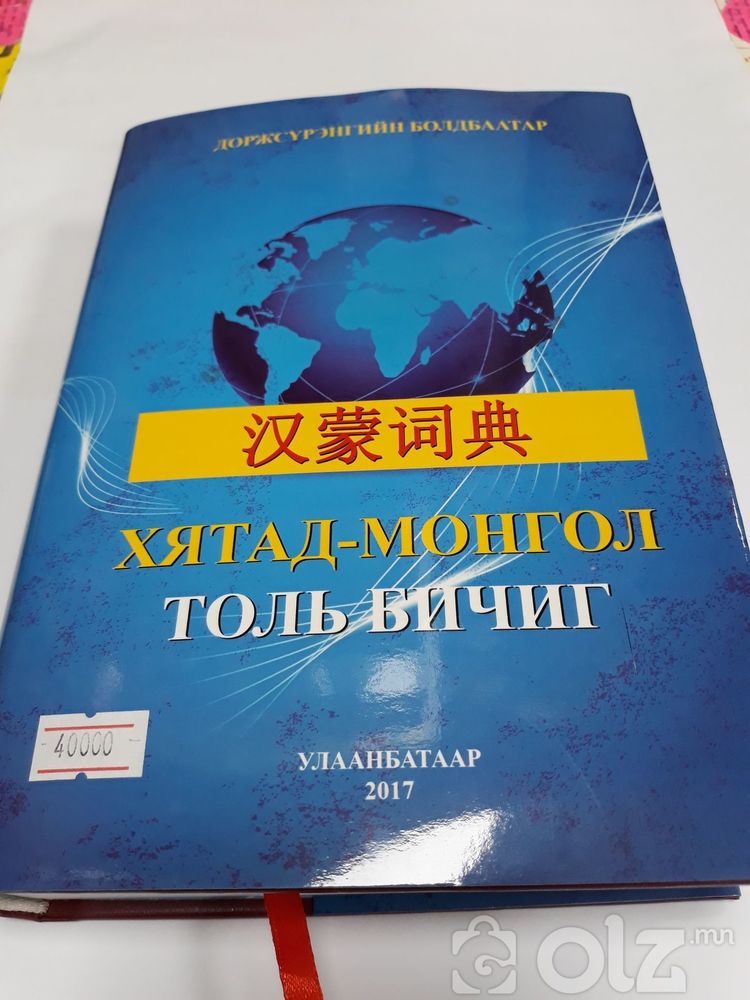 ДОРЖСҮРЭНГИЙН БОЛДБААТАР
汉蒙词典
ХЯТАД-МОНГОЛ
ТОЛЬ БИЧИГ
40000
УЛААНБАТААР
2017
olz.mn